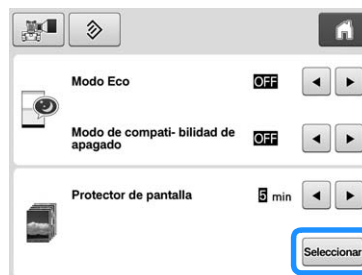 Modo Eco OFF
Modo de compati- bilidad de
apagado OFF
Protector de pantalla 5 min
Seleccionar